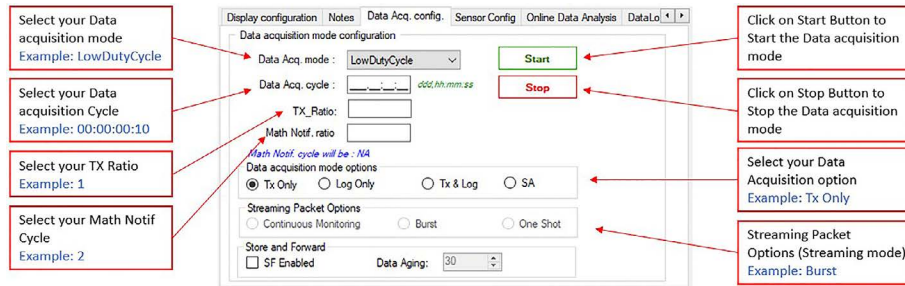 Select your Data
acquisition mode
Example: LowDutyCycle
Select your Data
acquisition Cycle
Example: 00:00:00:10
Select your TX Ratio
Example: 1
Select your Math Notif
Cycle
Example: 2
Display configuration Notes Data Acq. config. Sensor Config Online Data Analysis DataLo
Data acquisition mode configuration
Data Acq. mode : LowDutyCycle Start
Data Acq. cycle : ___:__:__:__ ddd,hh:mm:ss Stop
TX_Ratio:
Math Notif. ratio
Math Notif. cycle will be : NA
Data acquisition mode options
Tx Only Log Only Tx & Log SA
Streaming Packet Options
Continuous Monitoring Burst One Shot
Store and Forward
SF Enabled Data Aging: 30
Click on Start Button to
Start the Data acquisition
mode
Click on Stop Button to
Stop the Data acquisition
mode
Select your Data
Acquisition option
Example: Tx Only
Streaming Packet
Options (Streaming mode)
Example: Burst